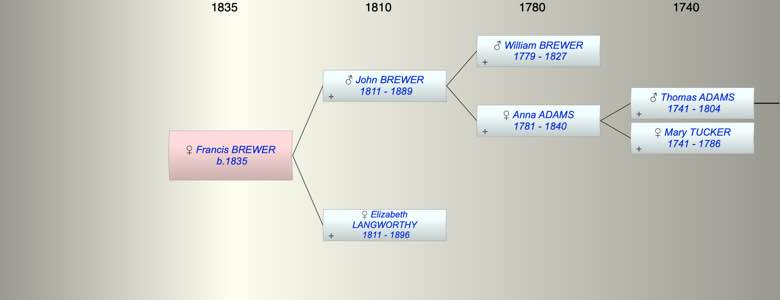 1835 1810 1780 1740
♂ William BREWER
1779 - 1827
+
♂ John BREWER
1811 - 1889
+
♂ Thomas ADAMS
1741 - 1804
+
♀ Anna ADAMS
1781 - 1840
+
♀ Mary TUCKER
1741 - 1786
+
♀ Francis BREWER
b.1835
♀ Elizabeth
LANGWORTHY
1811 - 1896
+